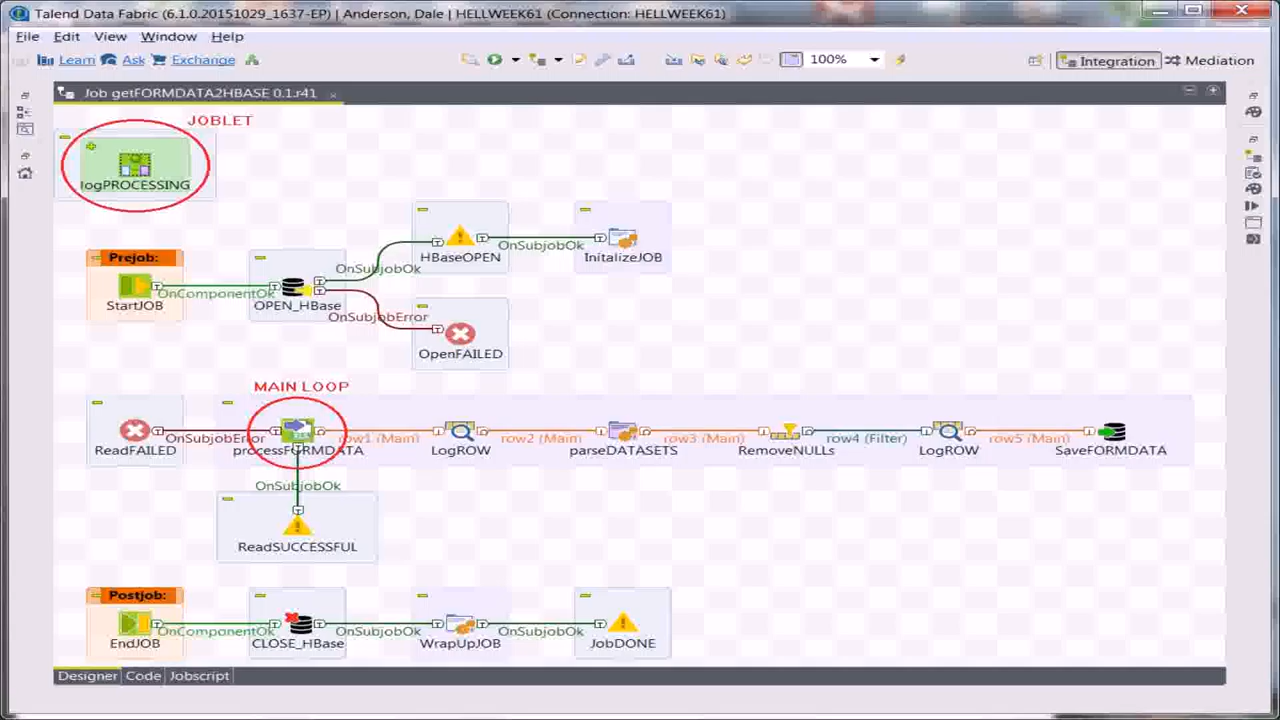 Talend Data Fabric (6.1.0.20151029_1637-EP) | Anderson, Dale | HELLWEEK61 (Connection: HELLWEEK61)
File Edit View Window Help
Learn Ask Exchange 100% Integration Mediation
Job getFORMDATA2HBASE 0.1.r41
JOBLET
logPROCESSING
HBaseOPEN OnSubjobOk InitalizeJOB
Prejob:
StartJOB OnComponentOk OPEN_HBase OnSubjobOk
OnSubjobError
OpenFAILED
MAIN LOOP
ReadFAILED OnSubjobError processFORMDATA row1 (Main) LogROW row2 (Main) parseDATASETS row3 (Main) RemoveNULLs row4 (Filter) LogROW row5 (Main) SaveFORMDATA
OnSubjobOk
ReadSUCCESSFUL
Postjob:
EndJOB OnComponentOk CLOSE_HBase OnSubjobOk WrapUpJOB OnSubjobOk JobDONE
Designer Code Jobscript